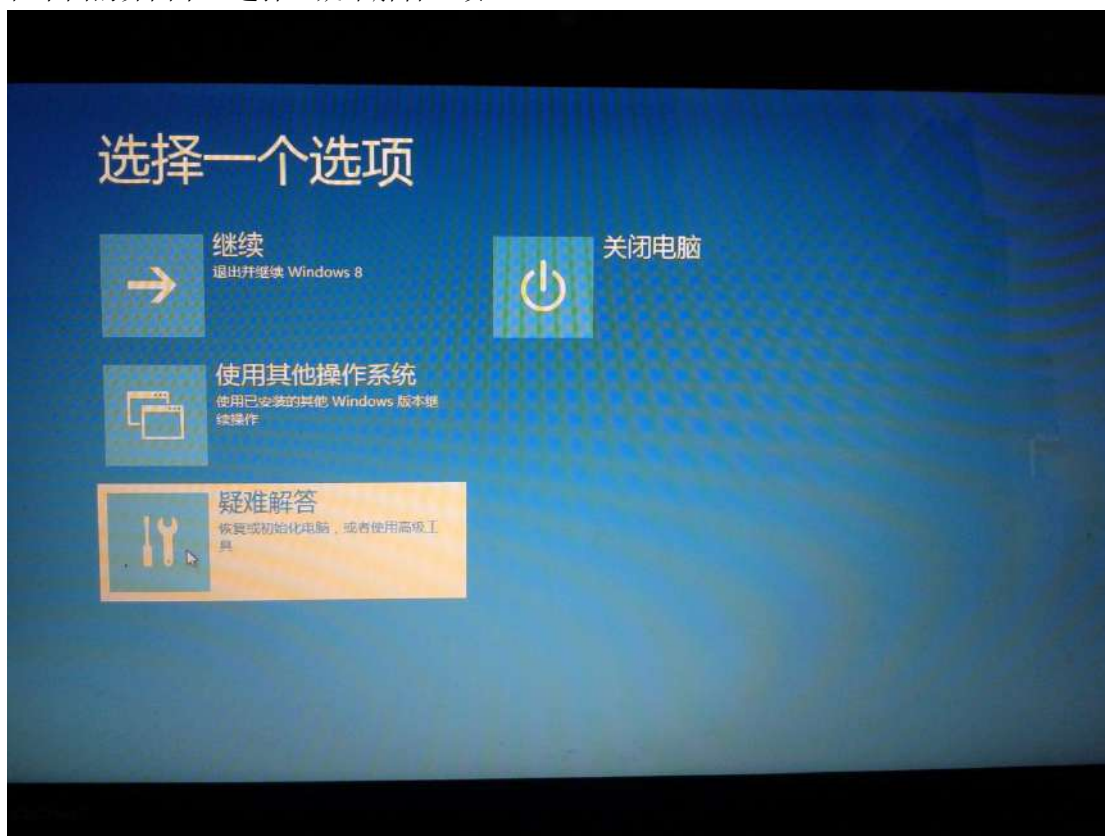 选择一个选项
继续
退出并继续 Windows 8
关闭电脑
使用其他操作系统
使用已安装的其他 Windows 版本继
续操作
疑难解答
恢复或初始化电脑，或者使用高级工
具